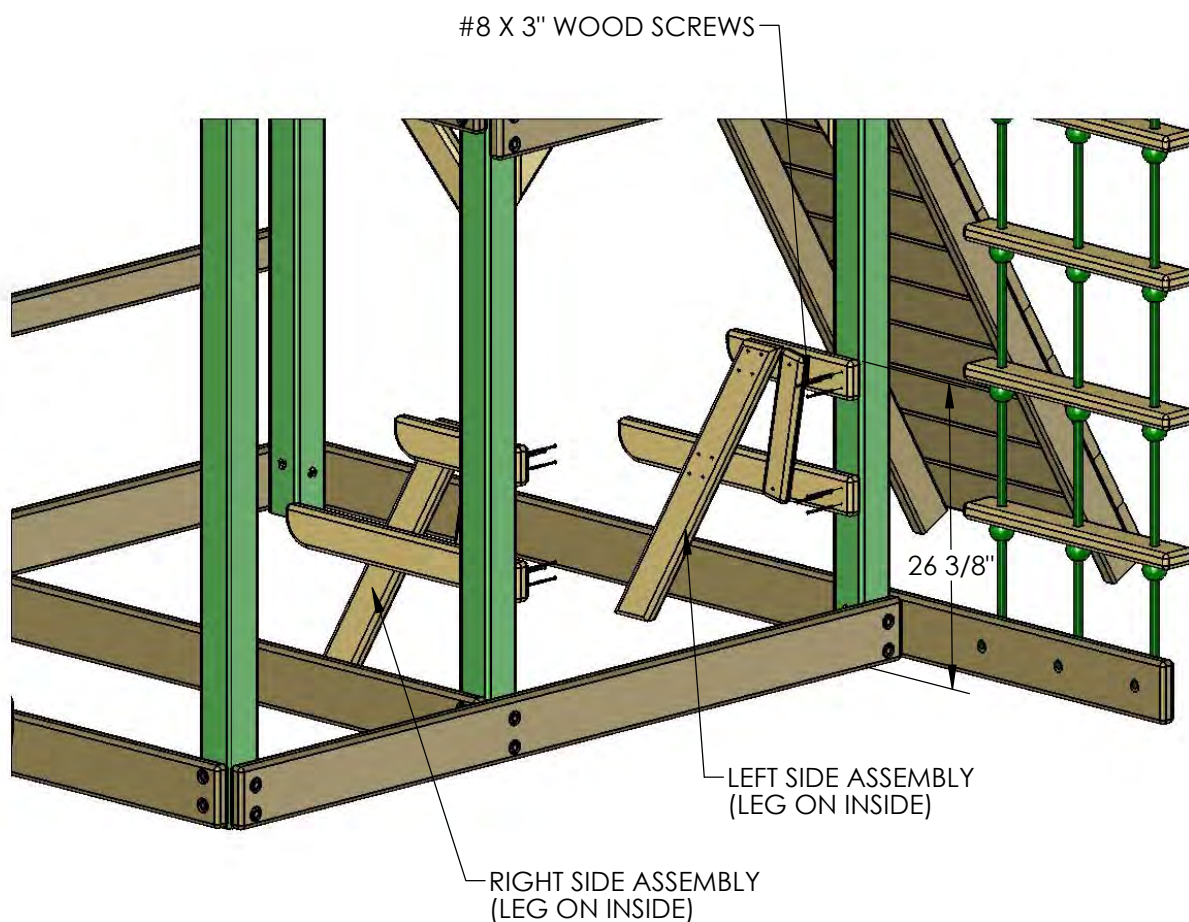 #8 X 3" WOOD SCREWS
26 3/8"
LEFT SIDE ASSEMBLY
(LEG ON INSIDE)
RIGHT SIDE ASSEMBLY
(LEG ON INSIDE)